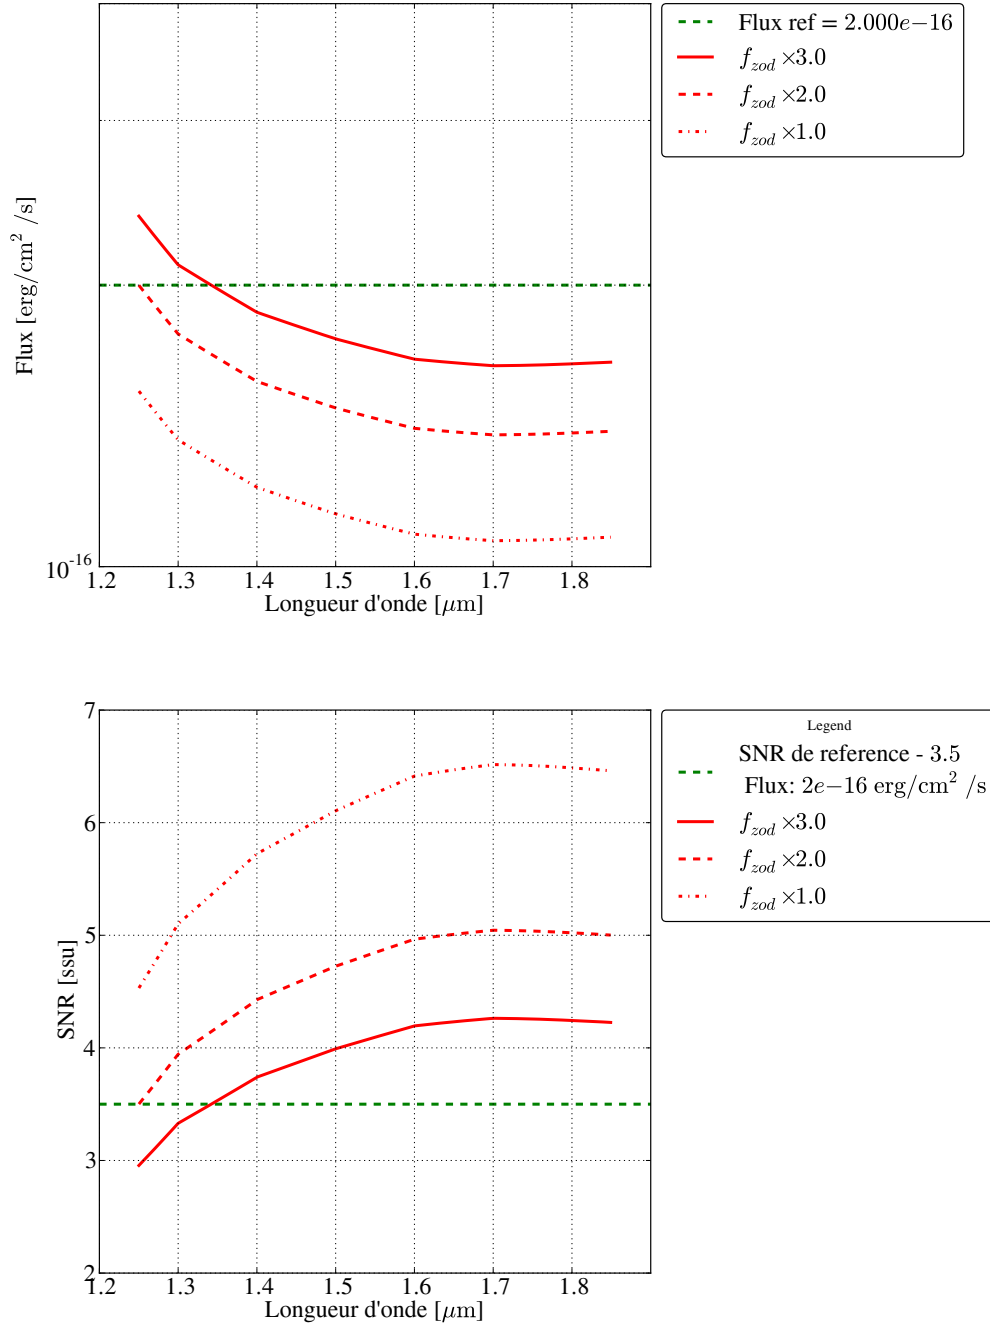 Flux ref = 2.000e−16
f_zod ×3.0
f_zod ×2.0
f_zod ×1.0
Flux [erg/cm² /s]
10⁻¹⁶
1.2 1.3 1.4 1.5 1.6 1.7 1.8
Longueur d'onde [μm]
7
6
5
4
3
2
SNR [ssu]
1.2 1.3 1.4 1.5 1.6 1.7 1.8
Longueur d'onde [μm]
Legend
SNR de reference - 3.5
Flux: 2e−16 erg/cm² /s
f_zod ×3.0
f_zod ×2.0
f_zod ×1.0